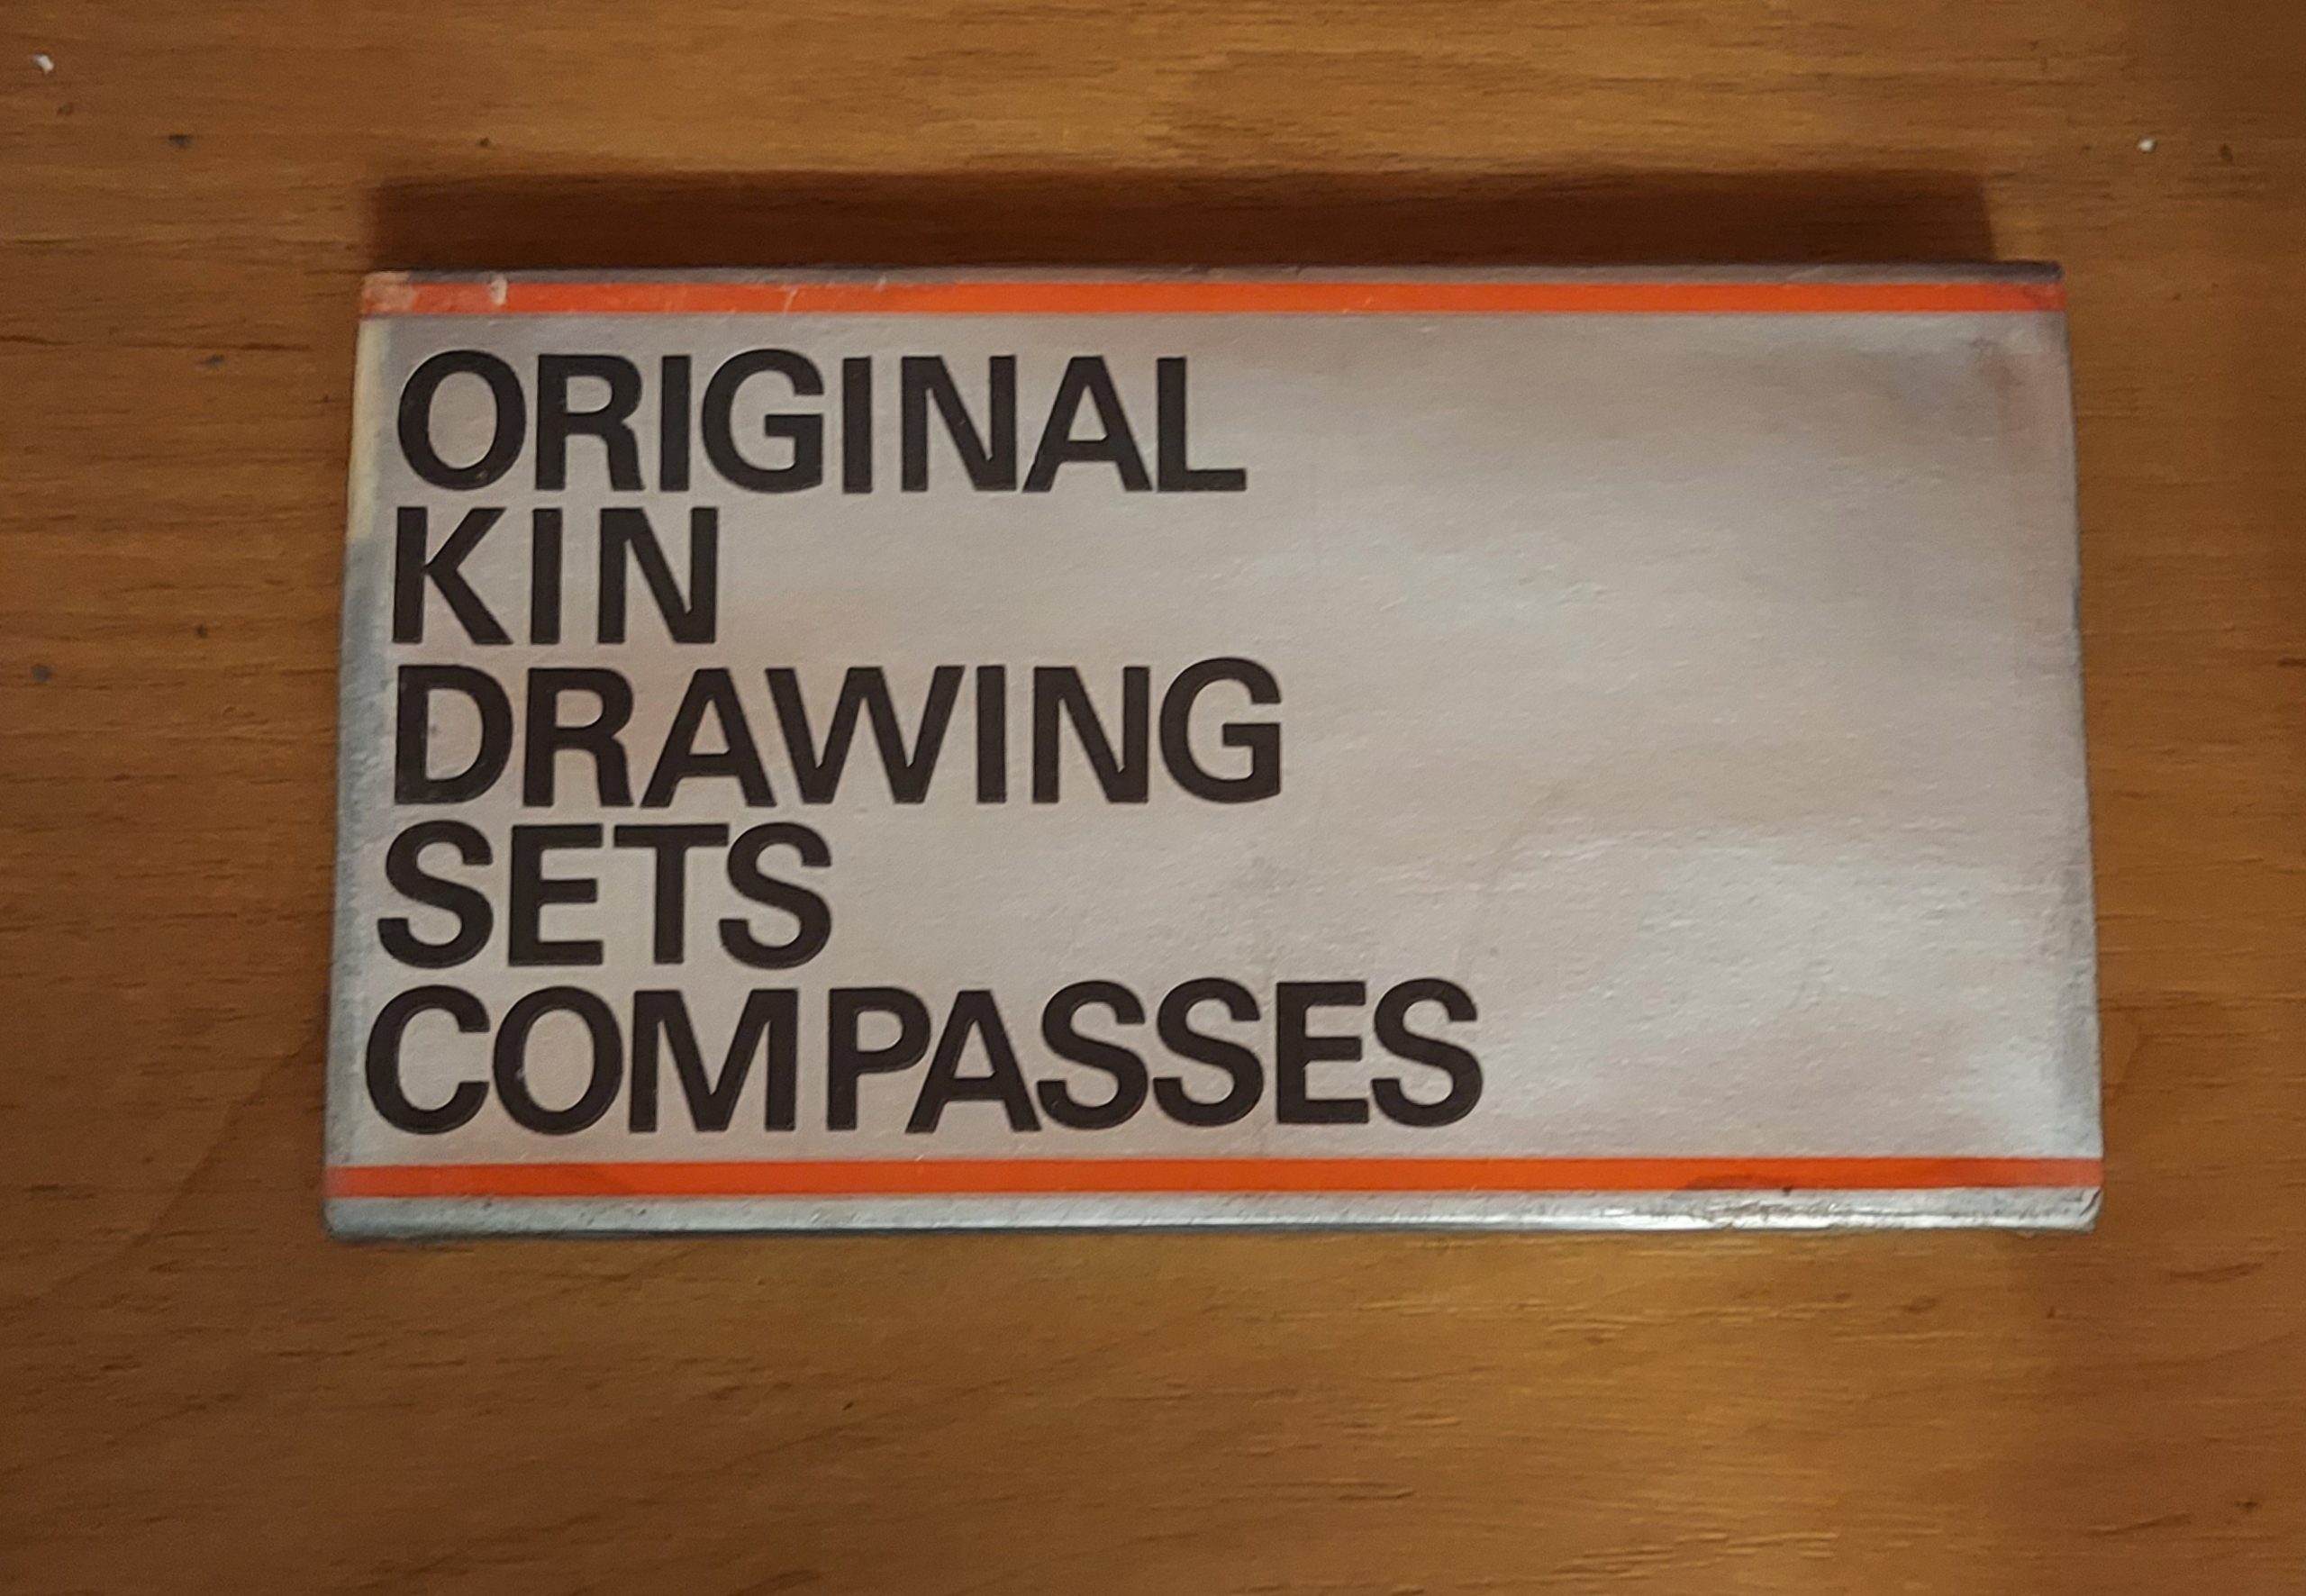 ORIGINAL
KIN
DRAWING
SETS
COMPASSES